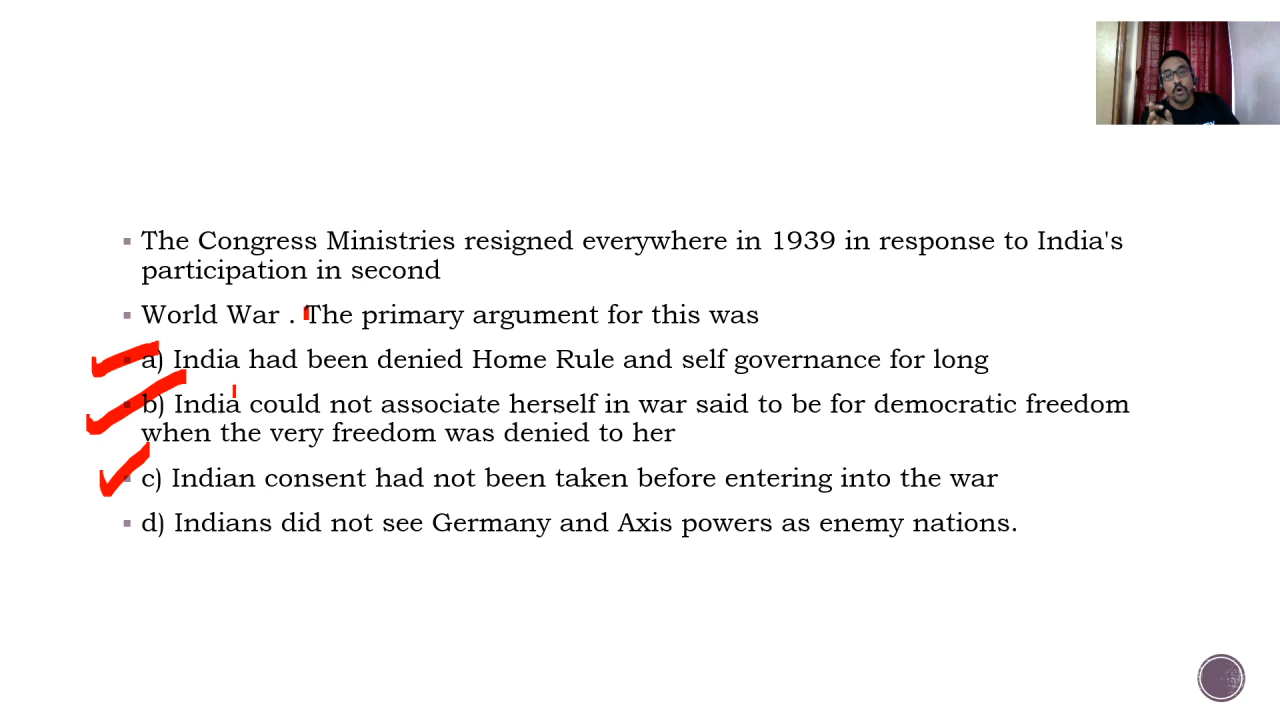 The Congress Ministries resigned everywhere in 1939 in response to India's
participation in second
World War . The primary argument for this was
a) India had been denied Home Rule and self governance for long
b) India could not associate herself in war said to be for democratic freedom
when the very freedom was denied to her
c) Indian consent had not been taken before entering into the war
d) Indians did not see Germany and Axis powers as enemy nations.